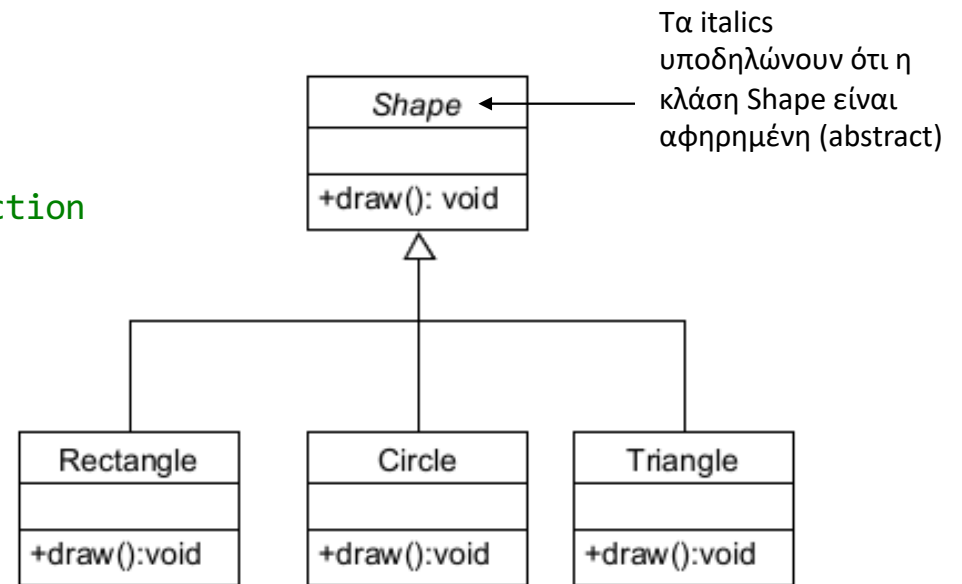 Τα italics
υποδηλώνουν ότι η
κλάση Shape είναι
αφηρημένη (abstract)
Shape
+draw(): void
ction
Rectangle
+draw():void
Circle
+draw():void
Triangle
+draw():void